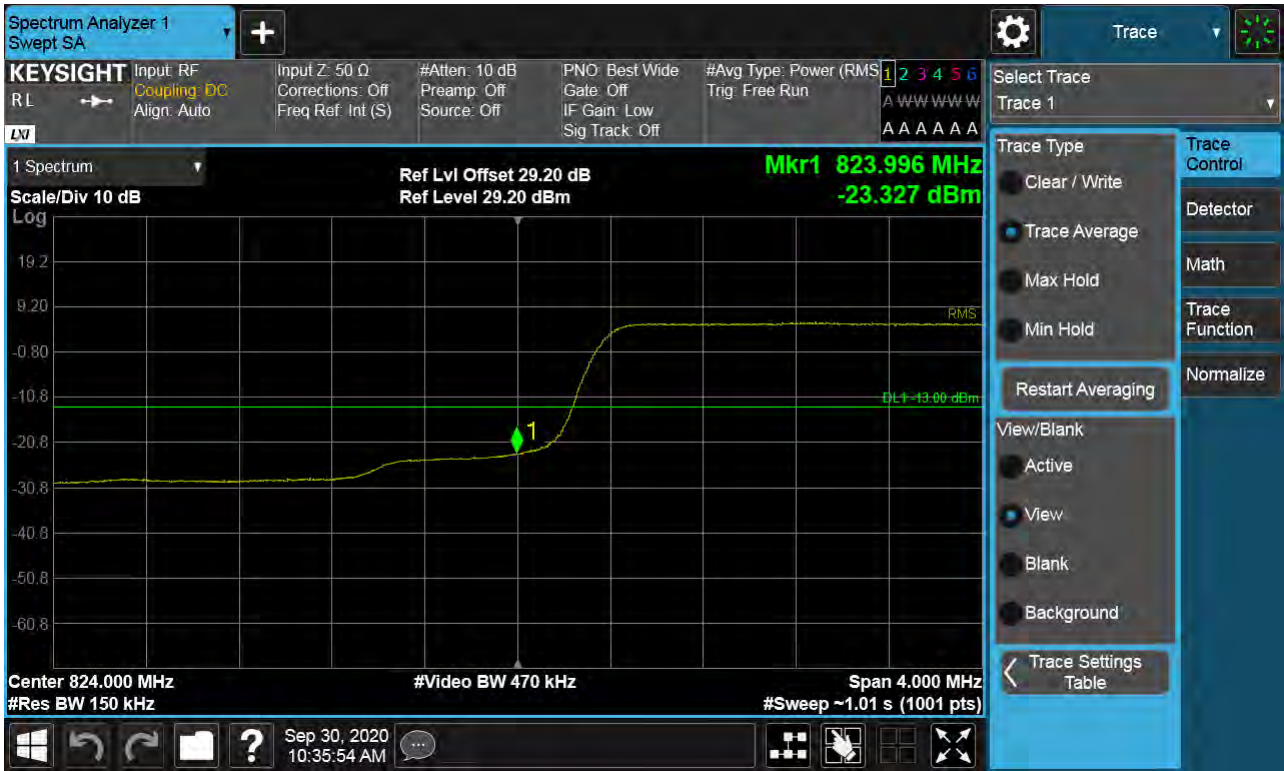 Spectrum Analyzer 1
Swept SA
Trace
KEYSIGHT
R L
LXI
Input: RF
Coupling: DC
Align: Auto
Input Z: 50 Ω
Corrections: Off
Freq Ref: Int (S)
#Atten: 10 dB
Preamp: Off
Source: Off
PNO: Best Wide
Gate: Off
IF Gain: Low
Sig Track: Off
#Avg Type: Power (RMS
Trig: Free Run
1 2 3 4 5 6
A W W W W W
A A A A A A
Select Trace
Trace 1
1 Spectrum
Scale/Div 10 dB
Log
Ref Lvl Offset 29.20 dB
Ref Level 29.20 dBm
Mkr1 823.996 MHz
-23.327 dBm
19.2
9.20
-0.80
-10.8
-20.8
-30.8
-40.8
-50.8
-60.8
RMS
DL1 -13.00 dBm
1
Center 824.000 MHz
#Res BW 150 kHz
#Video BW 470 kHz
Span 4.000 MHz
#Sweep ~1.01 s (1001 pts)
Trace Type
Clear / Write
Trace Average
Max Hold
Min Hold
Restart Averaging
View/Blank
Active
View
Blank
Background
Trace Settings
Table
Trace
Control
Detector
Math
Trace
Function
Normalize
?
Sep 30, 2020
10:35:54 AM